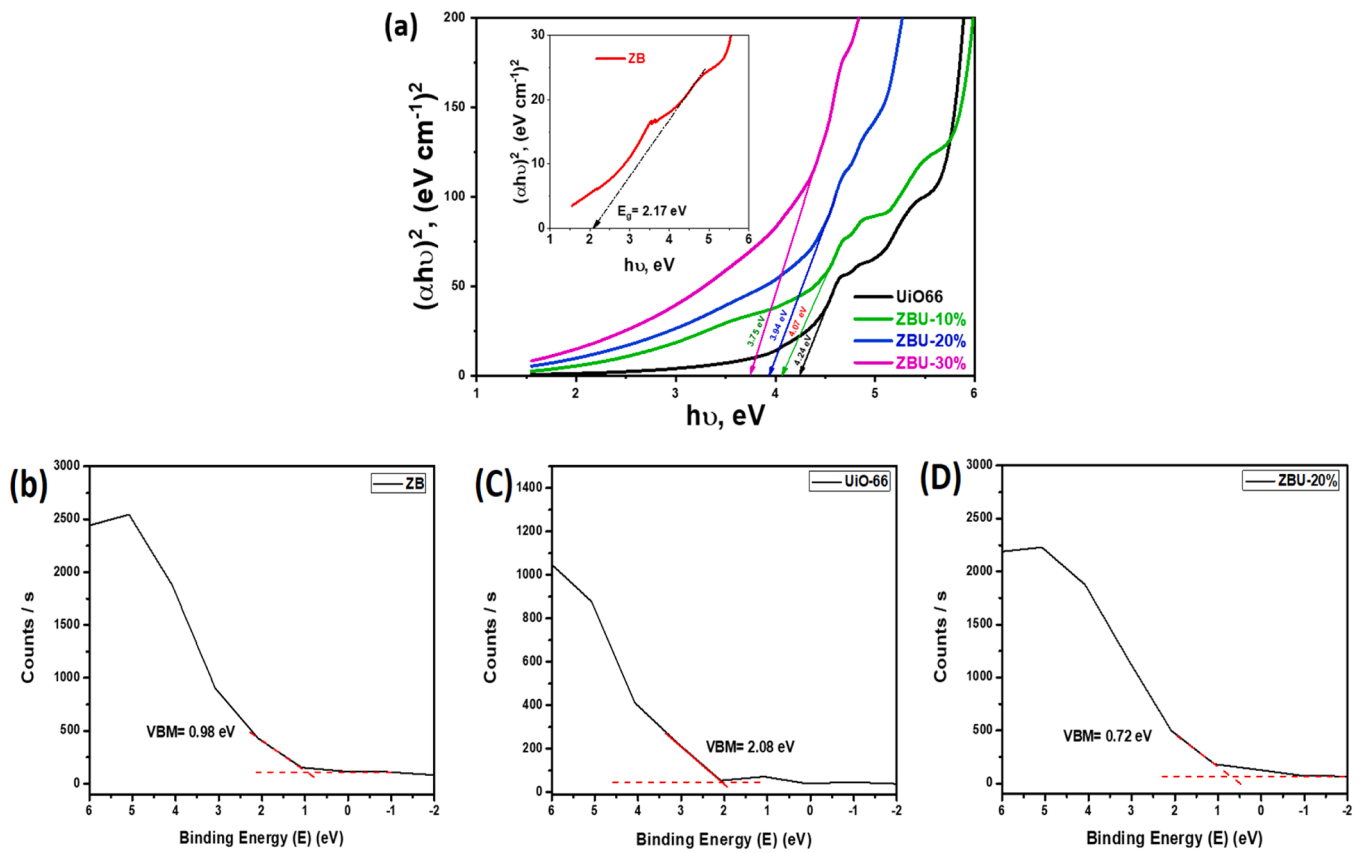 (a)
200
150
100
50
0
(αhυ)², (eV cm⁻¹)²
1 2 3 4 5 6
hυ, eV
30
20
10
0
(αhυ)², (eV cm⁻¹)²
ZB
Eg= 2.17 eV
1 2 3 4 5 6
hυ, eV
3.75 eV
3.94 eV
4.07 eV
4.24 eV
UiO66
ZBU-10%
ZBU-20%
ZBU-30%
(b)
3000
2500
2000
1500
1000
500
0
Counts / s
ZB
VBM= 0.98 eV
6 5 4 3 2 1 0 -1 -2
Binding Energy (E) (eV)
(C)
1400
1200
1000
800
600
400
200
0
Counts / s
UiO-66
VBM= 2.08 eV
6 5 4 3 2 1 0 -1 -2
Binding Energy (E) (eV)
(D)
3000
2500
2000
1500
1000
500
0
Counts / s
ZBU-20%
VBM= 0.72 eV
6 5 4 3 2 1 0 -1 -2
Binding Energy (E) (eV)